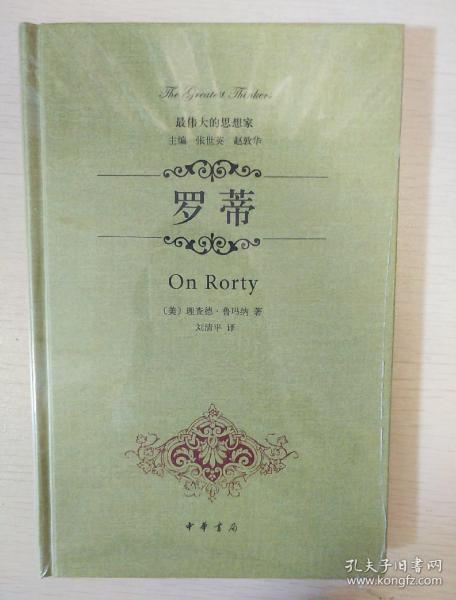 The Greatest Thinkers
最伟大的思想家
主编 张世英 赵敦华
罗蒂
On Rorty
〔美〕理查德·鲁玛纳 著
刘清平 译
中華書局
孔夫子旧书网
www.kongfz.com